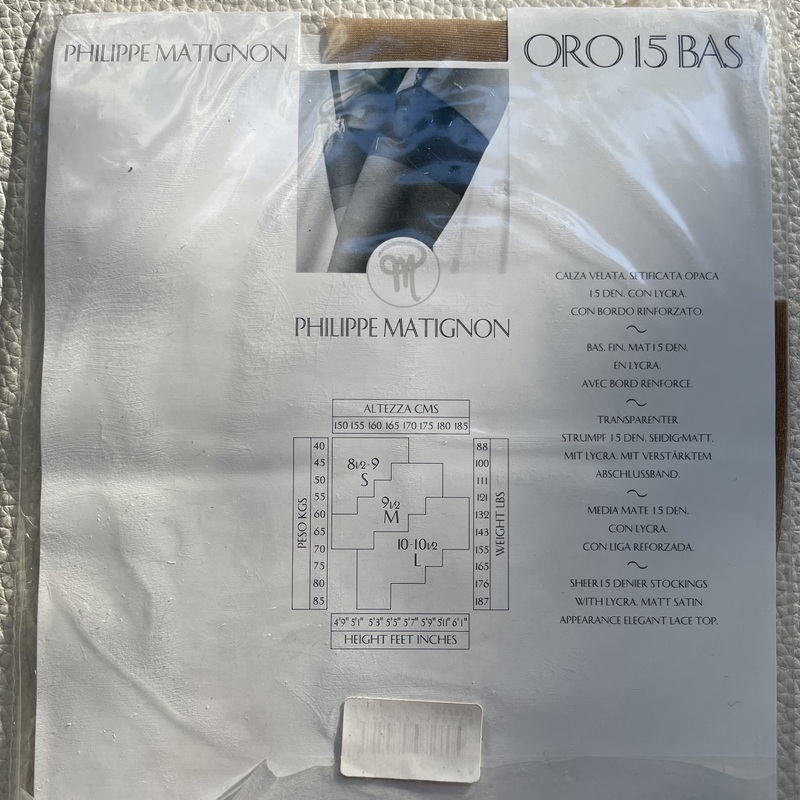 PHILIPPE MATIGNON
ORO 15 BAS
PHILIPPE MATIGNON
CALZA VELATA. SETIFICATA OPACA
15 DEN. CON LYCRA.
CON BORDO RINFORZATO.
~
BAS. FIN. MAT 15 DEN.
EN LYCRA.
AVEC BORD RENFORCE.
~
TRANSPARENTER
STRUMPF 15 DEN. SEIDIG-MATT,
MIT LYCRA. MIT VERSTÄRKTEM
ABSCHLUSSBAND.
~
MEDIA MATE 15 DEN.
CON LYCRA.
CON LIGA REFORZADA.
~
SHEER 15 DENIER STOCKINGS
WITH LYCRA. MATT SATIN
APPEARANCE ELEGANT LACE TOP.
ALTEZZA CMS
150 155 160 165 170 175 180 185
PESO KGS
40
45
50
55
60
65
70
75
80
85
8 1/2-9
S
9 1/2
M
10-10 1/2
L
88
100
111
121
132
143
155
165
176
187
WEIGHT LBS
4'9" 5'1" 5'3" 5'5" 5'7" 5'9" 5'11" 6'1"
HEIGHT FEET INCHES